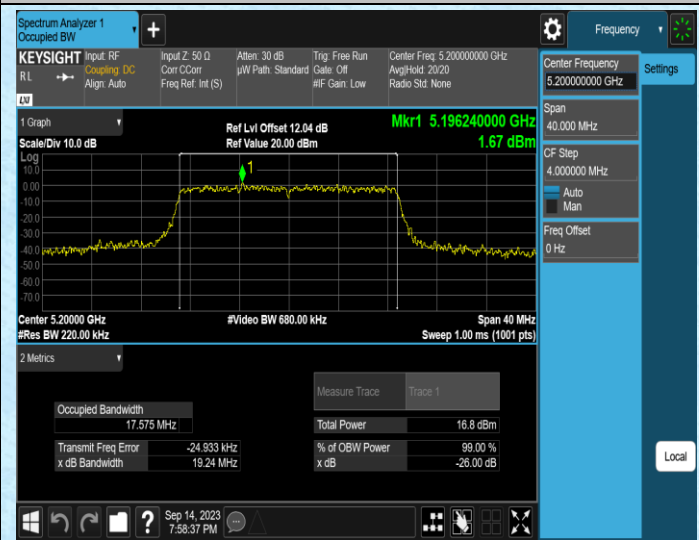 Spectrum Analyzer 1
Occupied BW
+
Frequency
KEYSIGHT
RL
LXI
Input: RF
Coupling: DC
Align: Auto
Input Z: 50 Ω
Corr CCorr
Freq Ref: Int (S)
Atten: 30 dB
µW Path: Standard
Trig: Free Run
Gate: Off
#IF Gain: Low
Center Freq: 5.200000000 GHz
Avg|Hold: 20/20
Radio Std: None
Center Frequency
5.200000000 GHz
Settings
Span
40.000 MHz
CF Step
4.000000 MHz
Auto
Man
Freq Offset
0 Hz
1 Graph
Scale/Div 10.0 dB
Ref Lvl Offset 12.04 dB
Ref Value 20.00 dBm
Mkr1 5.196240000 GHz
1.67 dBm
Log
10.0
0.00
-10.0
-20.0
-30.0
-40.0
-50.0
-60.0
-70.0
1
Center 5.20000 GHz
#Video BW 680.00 kHz
Span 40 MHz
#Res BW 220.00 kHz
Sweep 1.00 ms (1001 pts)
2 Metrics
Measure Trace Trace 1
Occupied Bandwidth
17.575 MHz
Total Power 16.8 dBm
Transmit Freq Error -24.933 kHz
% of OBW Power 99.00 %
x dB Bandwidth 19.24 MHz
x dB -26.00 dB
Local
?
Sep 14, 2023
7:58:37 PM